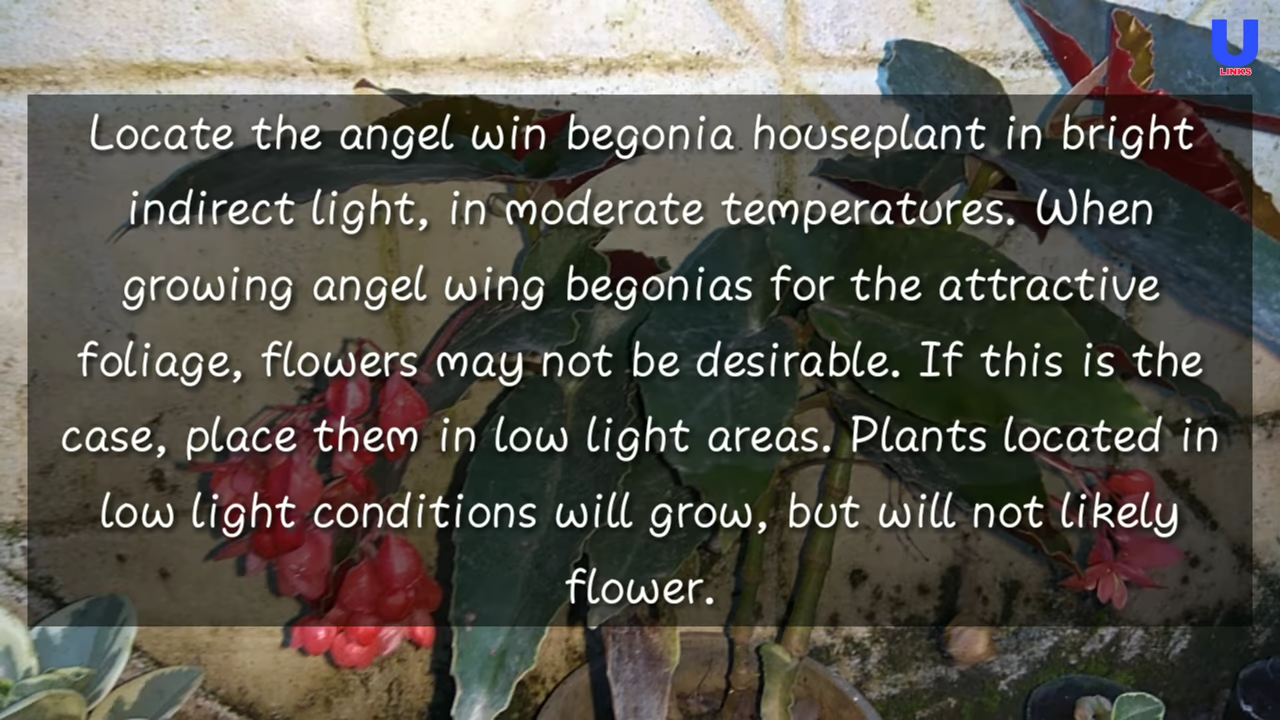 U
LINKS
Locate the angel win begonia houseplant in bright
indirect light, in moderate temperatures. When
growing angel wing begonias for the attractive
foliage, flowers may not be desirable. If this is the
case, place them in low light areas. Plants located in
low light conditions will grow, but will not likely
flower.